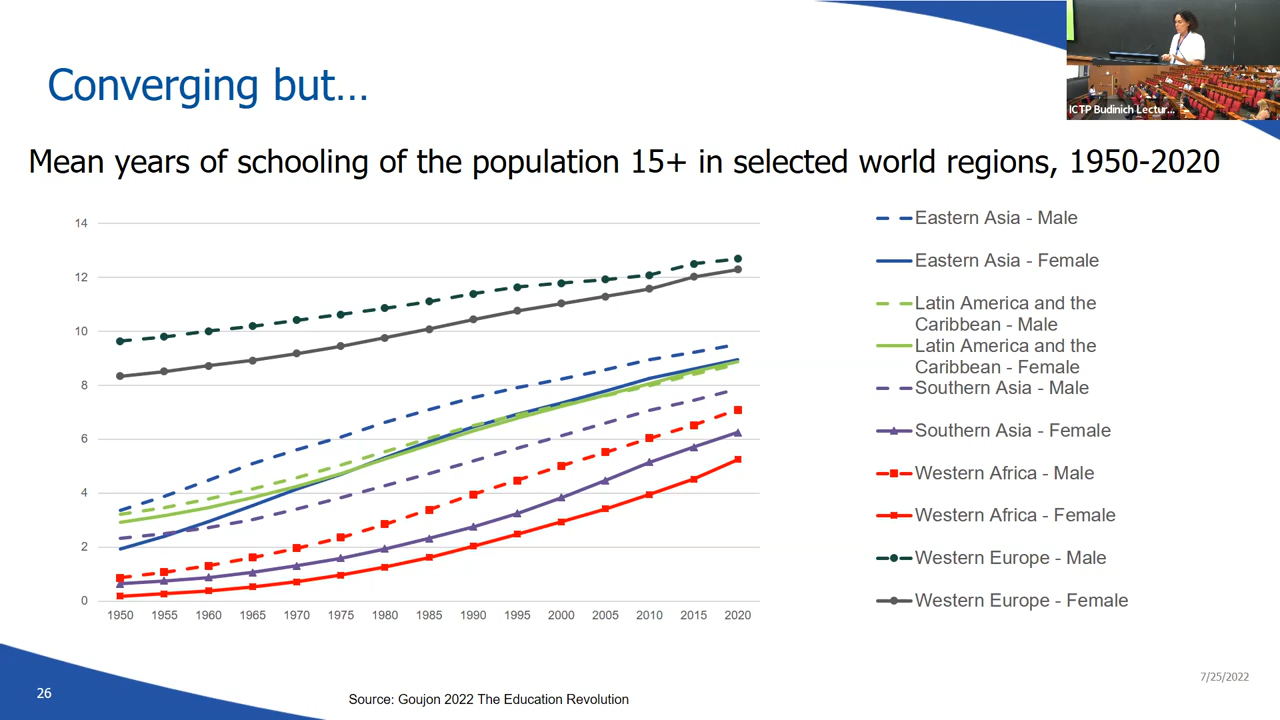 ICTP Budinich Lectur...
Converging but...
Mean years of schooling of the population 15+ in selected world regions, 1950-2020
14
12
10
8
6
4
2
0
1950 1955 1960 1965 1970 1975 1980 1985 1990 1995 2000 2005 2010 2015 2020
Eastern Asia - Male
Eastern Asia - Female
Latin America and the
Caribbean - Male
Latin America and the
Caribbean - Female
Southern Asia - Male
Southern Asia - Female
Western Africa - Male
Western Africa - Female
Western Europe - Male
Western Europe - Female
7/25/2022
26
Source: Goujon 2022 The Education Revolution